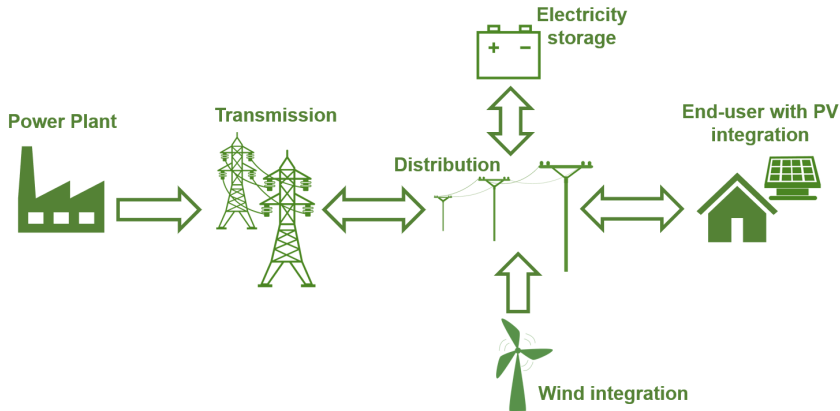 Electricity
storage
Power Plant
Transmission
Distribution
End-user with PV
integration
+ −
Wind integration